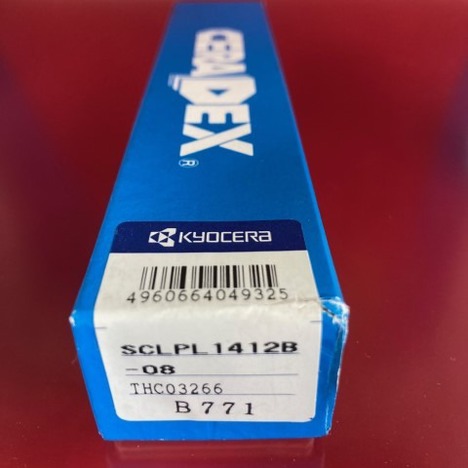 CERADEX®
KYOCERA
4960664049325
SCLPL1412B
-08
THC03266
B771